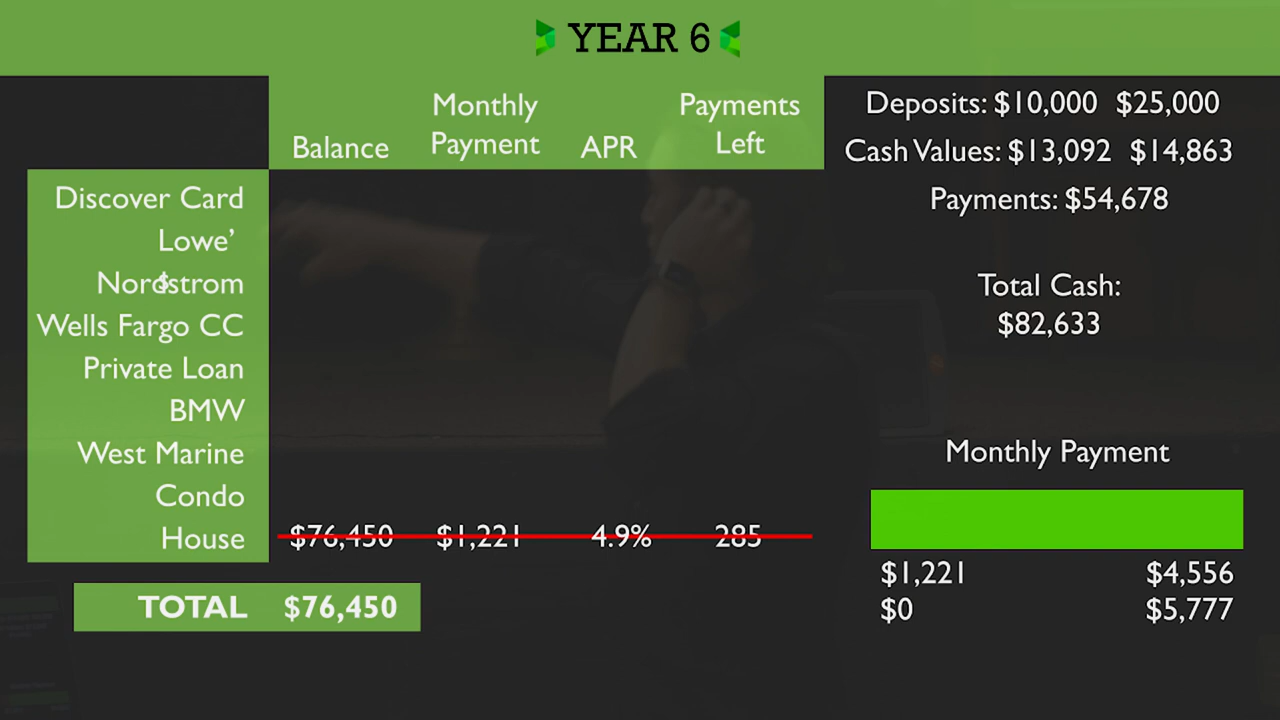 YEAR 6
Balance Monthly Payment APR Payments Left
Discover Card
Lowe’
Nordstrom
$
Wells Fargo CC
Private Loan
BMW
West Marine
Condo
House $76,450 $1,221 4.9% 285
TOTAL $76,450
Deposits: $10,000 $25,000
Cash Values: $13,092 $14,863
Payments: $54,678
Total Cash:
$82,633
Monthly Payment
$1,221 $4,556
$0 $5,777